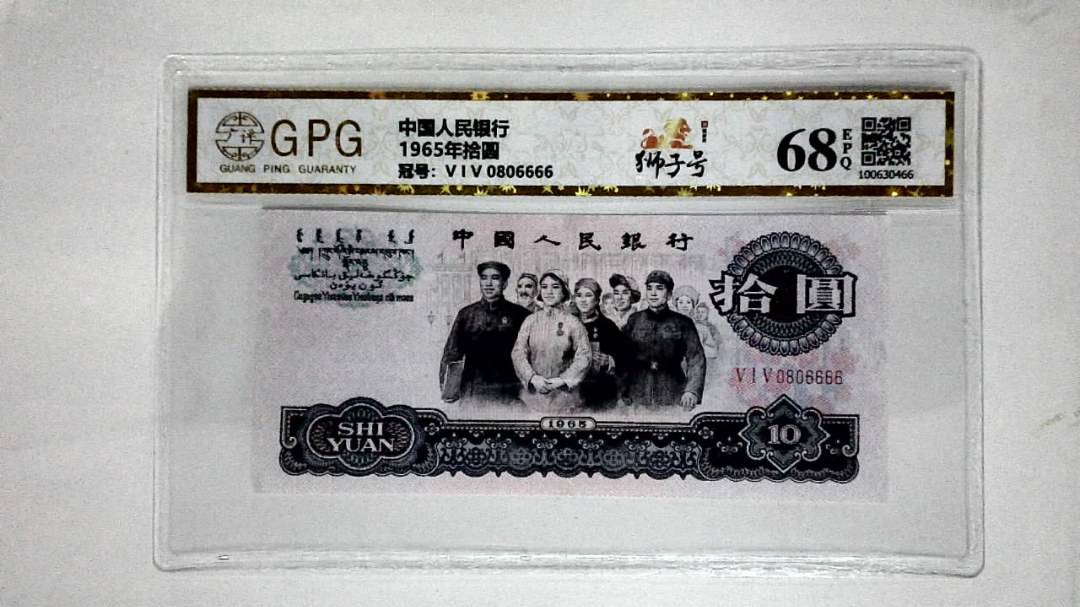 GPG
GUANG PING GUARANTY
中国人民银行
1965年拾圆
冠号：VIV 0806666
狮子号
68
EPQ
100630466
中國人民銀行
拾圓
VIV0806666
1965
SHI
YUAN
10